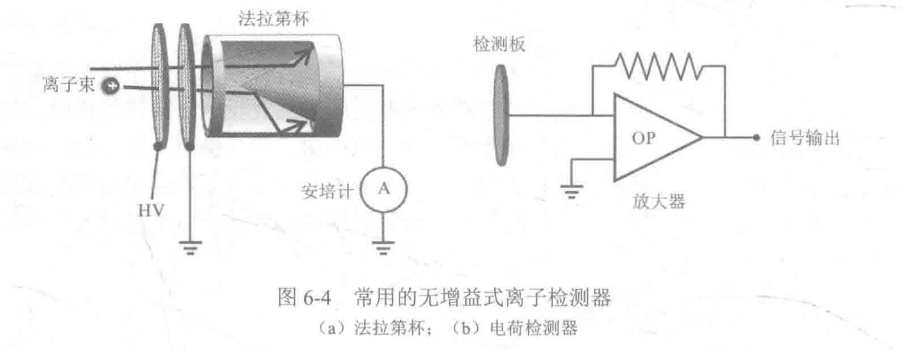 法拉第杯
离子束
+
HV
安培计
A
检测板
OP
放大器
信号输出
图 6-4 常用的无增益式离子检测器
(a) 法拉第杯; (b) 电荷检测器